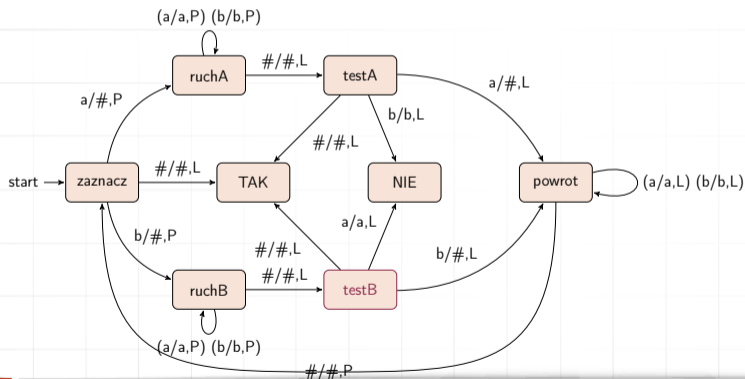 (a/a,P) (b/b,P)
ruchA
#/#,L
testA
a/#,L
a/#,P
b/b,L
#/#,L
start
zaznacz
#/#,L
TAK
NIE
powrot
(a/a,L) (b/b,L)
b/#,P
a/a,L
#/#,L
b/#,L
ruchB
#/#,L
testB
(a/a,P) (b/b,P)
#/#,P